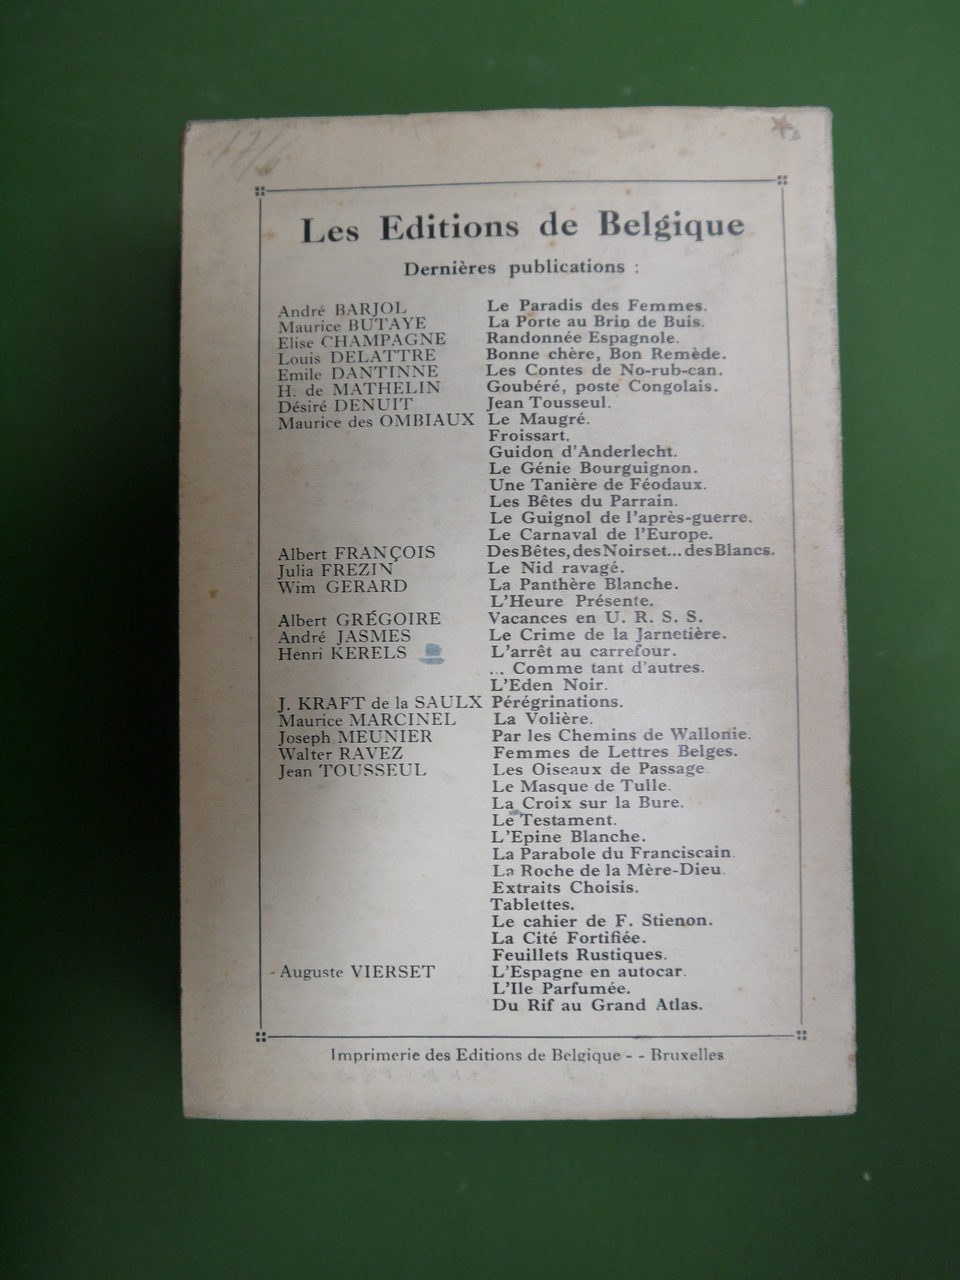 17/6
Les Editions de Belgique
Dernières publications :
André BARJOL Le Paradis des Femmes.
Maurice BUTAYE La Porte au Brin de Buis.
Elise CHAMPAGNE Randonnée Espagnole.
Louis DELATTRE Bonne chère, Bon Remède.
Emile DANTINNE Les Contes de No-rub-can.
H. de MATHELIN Goubéré, poste Congolais.
Désiré DENUIT Jean Tousseul.
Maurice des OMBIAUX Le Maugré.
Froissart.
Guidon d'Anderlecht.
Le Génie Bourguignon.
Une Tanière de Féodaux.
Les Bêtes du Parrain.
Le Guignol de l'après-guerre.
Le Carnaval de l'Europe.
Albert FRANÇOIS Des Bêtes, des Noirs et... des Blancs.
Julia FREZIN Le Nid ravagé.
Wim GERARD La Panthère Blanche.
L'Heure Présente.
Albert GRÉGOIRE Vacances en U. R. S. S.
André JASMES Le Crime de la Jarnetière.
Henri KERELS L'arrêt au carrefour.
... Comme tant d'autres.
L'Eden Noir.
J. KRAFT de la SAULX Pérégrinations.
Maurice MARCINEL La Volière.
Joseph MEUNIER Par les Chemins de Wallonie.
Walter RAVEZ Femmes de Lettres Belges.
Jean TOUSSEUL Les Oiseaux de Passage
Le Masque de Tulle.
La Croix sur la Bure.
Le Testament.
L'Epine Blanche.
La Parabole du Franciscain.
La Roche de la Mère-Dieu.
Extraits Choisis.
Tablettes.
Le cahier de F. Stienon.
La Cité Fortifiée.
Feuillets Rustiques.
- Auguste VIERSET L'Espagne en autocar.
L'Ile Parfumée.
Du Rif au Grand Atlas.
Imprimerie des Editions de Belgique - - Bruxelles